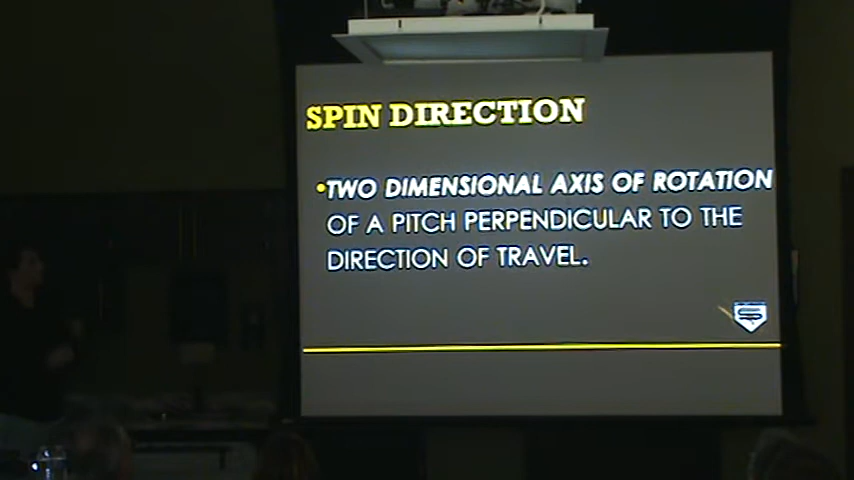 SPIN DIRECTION
•TWO DIMENSIONAL AXIS OF ROTATION
OF A PITCH PERPENDICULAR TO THE
DIRECTION OF TRAVEL.